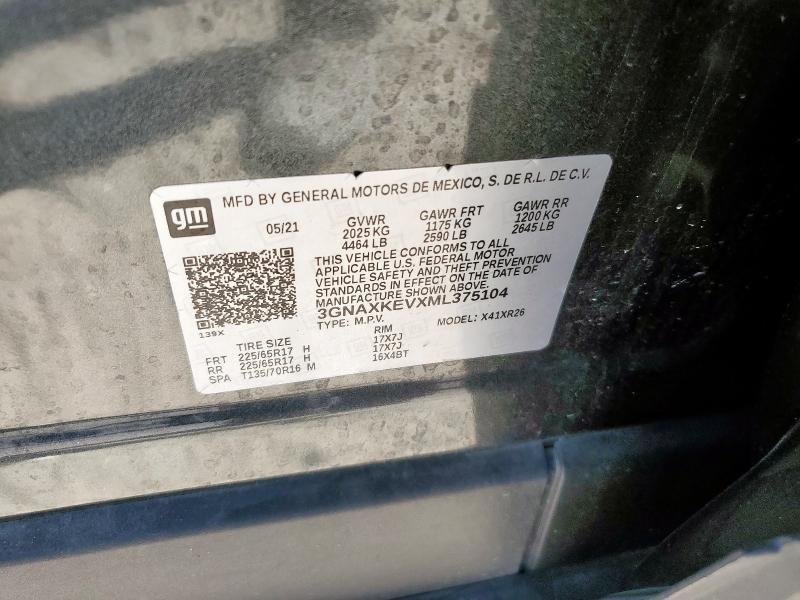 gm
MFD BY GENERAL MOTORS DE MEXICO, S. DE R.L. DE C.V.
05/21 GVWR GAWR FRT GAWR RR
2025 KG 1175 KG 1200 KG
4464 LB 2590 LB 2645 LB
THIS VEHICLE CONFORMS TO ALL
APPLICABLE U.S. FEDERAL MOTOR
VEHICLE SAFETY AND THEFT PREVENTION
STANDARDS IN EFFECT ON THE DATE OF
MANUFACTURE SHOWN ABOVE.
3GNAXKEVXML375104
TYPE: M.P.V. MODEL: X41XR26
139X
TIRE SIZE RIM
FRT 225/65R17 H 17X7J
RR 225/65R17 H 17X7J
SPA T135/70R16 M 16X4BT